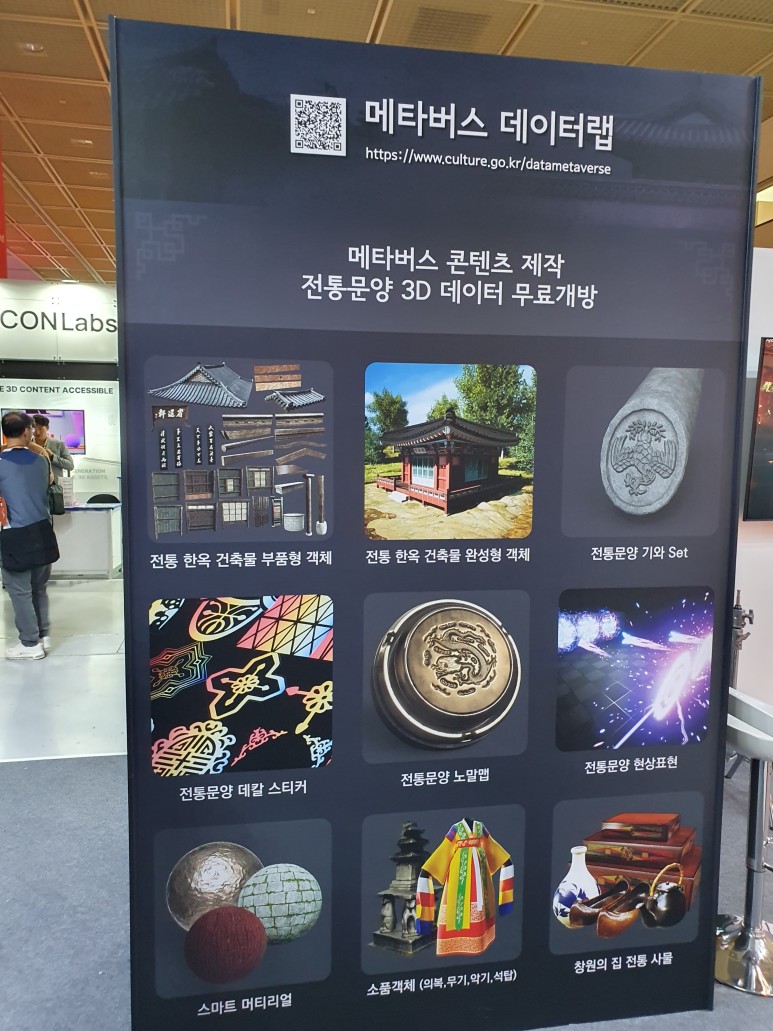 메타버스 데이터랩
https://www.culture.go.kr/datametaverse
메타버스 콘텐츠 제작
전통문양 3D 데이터 무료개방
CONLabs
E 3D CONTENT ACCESSIBLE
전통 한옥 건축물 부품형 객체
전통 한옥 건축물 완성형 객체
전통문양 기와 Set
전통문양 데칼 스티커
전통문양 노말맵
전통문양 현상표현
스마트 머티리얼
소품객체 (의복,무기,악기,석탑)
창원의 집 전통 사물